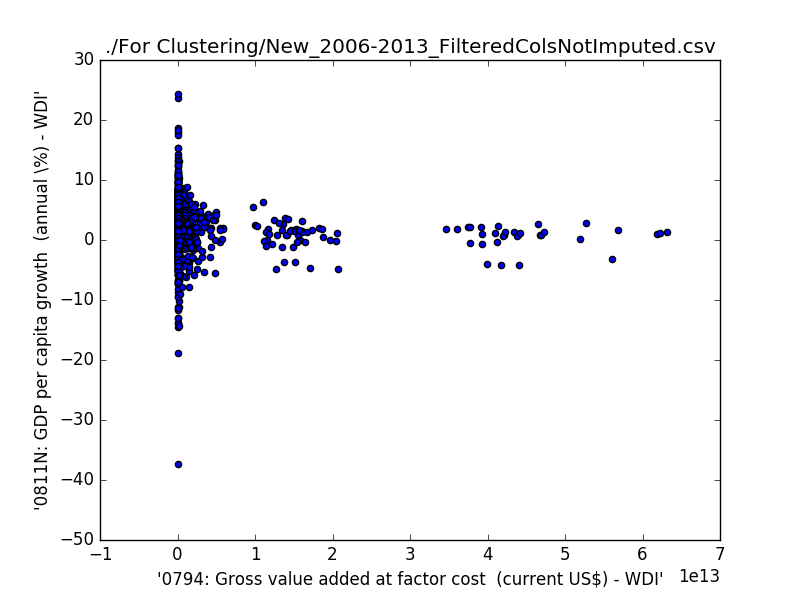 ./For Clustering/New_2006-2013_FilteredColsNotImputed.csv
30
20
10
0
−10
−20
−30
−40
−50
'0811N: GDP per capita growth  (annual \%) - WDI'
−1 0 1 2 3 4 5 6 7
1e13
'0794: Gross value added at factor cost  (current US$) - WDI'